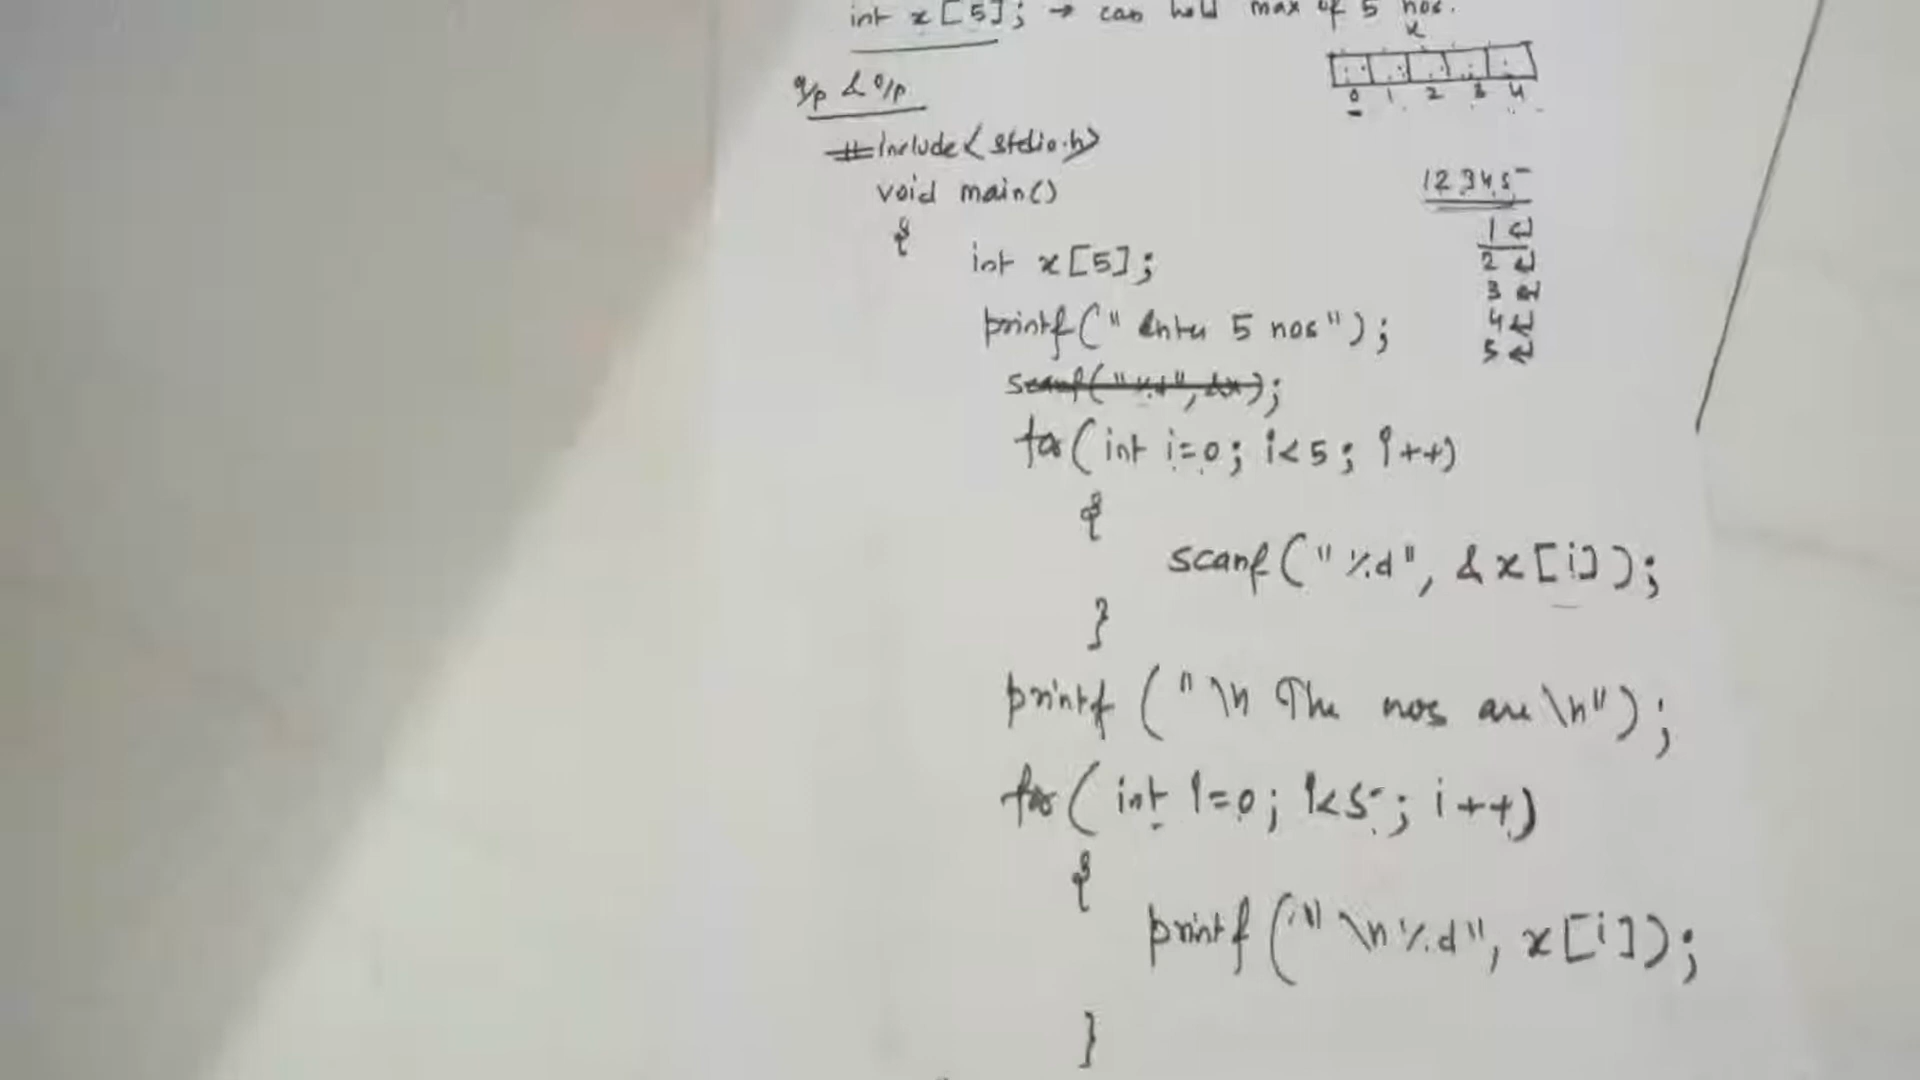 int x[5]; → can hold max of 5 nos.
x
0 1 2 3 4
I/p & O/p
#include<stdio.h>
void main()
{
int x[5];
printf(" Enter 5 nos");
scanf("%d", &x);
for(int i=0; i<5; i++)
{
scanf("%d", &x[i]);
}
printf("\n The nos are \n");
for(int i=0; i<5; i++)
{
printf("\n%d", x[i]);
}
12345
1 ↵
2 ↵
3 ↵
4 ↵
5 ↵